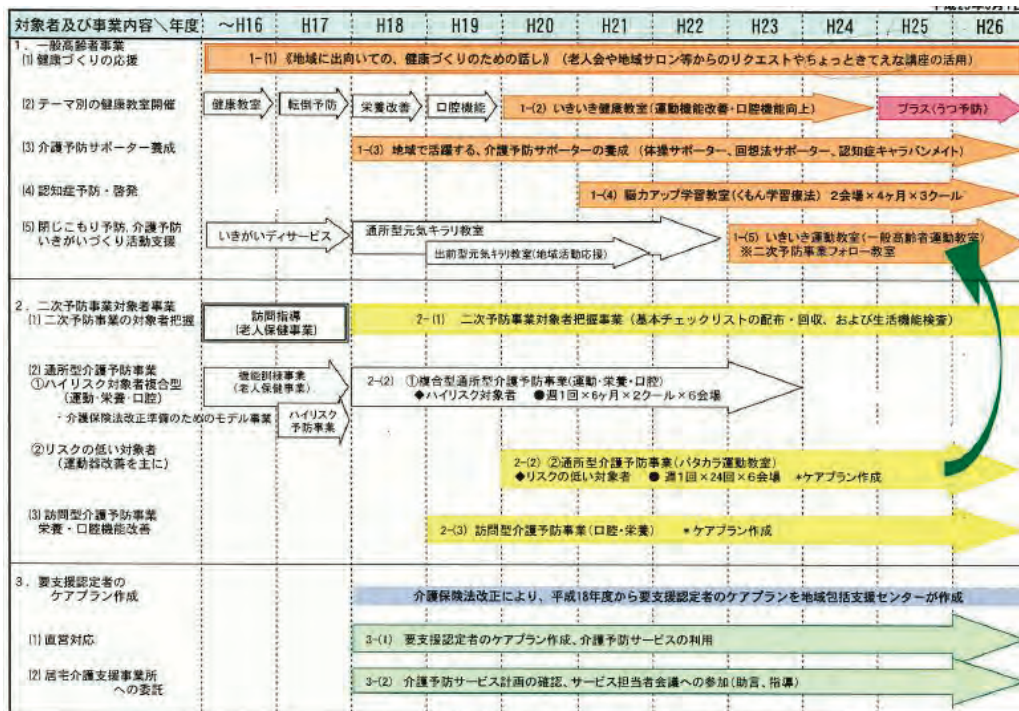 対象者及び事業内容＼年度 ～H16 H17 H18 H19 H20 H21 H22 H23 H24 H25 H26
1．一般高齢者事業
(1)健康づくりの応援
1-(1)《地域に出向いての、健康づくりのための話し》（老人会や地域サロン等からのリクエストやちょっときてえな講座の活用）
(2)テーマ別の健康教室開催
健康教室 転倒予防 栄養改善 口腔機能 1-(2) いきいき健康教室(運動機能改善・口腔機能向上) プラス(うつ予防)
(3)介護予防サポーター養成
1-(3) 地域で活躍する、介護予防サポーターの養成（体操サポーター、回想法サポーター、認知症キャラバンメイト）
(4)認知症予防・啓発
1-(4) 脳力アップ学習教室(くもん学習療法) 2会場×4ヶ月×3クール
(5)閉じこもり予防、介護予防
いきがいづくり活動支援
いきがいディサービス
通所型元気キラリ教室
出前型元気キラリ教室(地域活動応援)
1-(5) いきいき運動教室(一般高齢者運動教室)
※二次予防事業フォロー教室
2．二次予防事業対象者事業
(1)二次予防事業の対象者把握
訪問指導
(老人保健事業)
2-(1) 二次予防事業対象者把握事業（基本チェックリストの配布・回収、および生活機能検査）
(2)通所型介護予防事業
①ハイリスク対象者複合型
(運動・栄養・口腔)
機能訓練事業
(老人保健事業)
2-(2) ①複合型通所型介護予防事業(運動・栄養・口腔)
◆ハイリスク対象者 ●週1回×6ヶ月×2クール×6会場
・介護保険法改正準備のためのモデル事業
ハイリスク
予防事業
②リスクの低い対象者
(運動器改善を主に)
2-(2) ②通所型介護予防事業(パタカラ運動教室)
◆リスクの低い対象者 ● 週1回×24回×6会場 *ケアプラン作成
(3)訪問型介護予防事業
栄養・口腔機能改善
2-(3) 訪問型介護予防事業(口腔・栄養) *ケアプラン作成
3．要支援認定者の
ケアプラン作成
介護保険法改正により、平成18年度から要支援認定者のケアプランを地域包括支援センターが作成
(1)直営対応
3-(1) 要支援認定者のケアプラン作成、介護予防サービスの利用
(2)居宅介護支援事業所
への委託
3-(2) 介護予防サービス計画の確認、サービス担当者会議への参加(助言、指導)